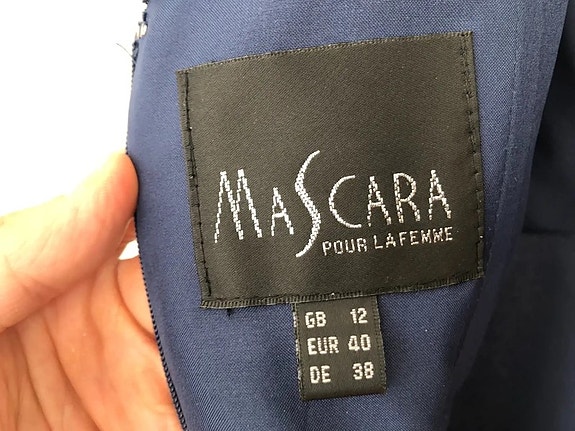 MASCARA
POUR LA FEMME
GB 12
EUR 40
DE 38